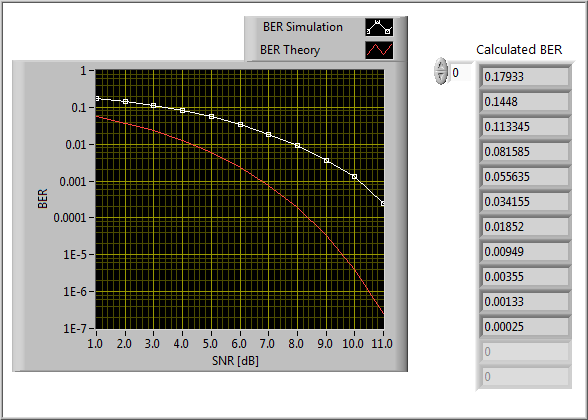 BER Simulation
BER Theory
1
0.1
0.01
0.001
0.0001
1E-5
1E-6
1E-7
BER
1.0 2.0 3.0 4.0 5.0 6.0 7.0 8.0 9.0 10.0 11.0
SNR [dB]
Calculated BER
0
0.17933
0.1448
0.113345
0.081585
0.055635
0.034155
0.01852
0.00949
0.00355
0.00133
0.00025
0
0